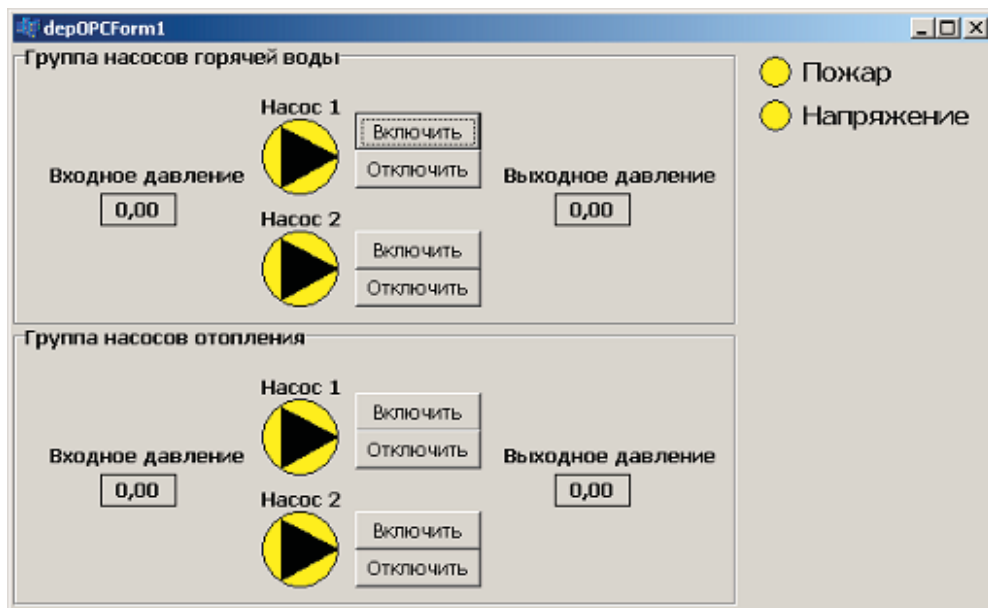 depOPCForm1
Группа насосов горячей воды
Насос 1
Включить
Отключить
Входное давление
0,00
Выходное давление
0,00
Насос 2
Включить
Отключить
Группа насосов отопления
Насос 1
Включить
Отключить
Входное давление
0,00
Выходное давление
0,00
Насос 2
Включить
Отключить
Пожар
Напряжение